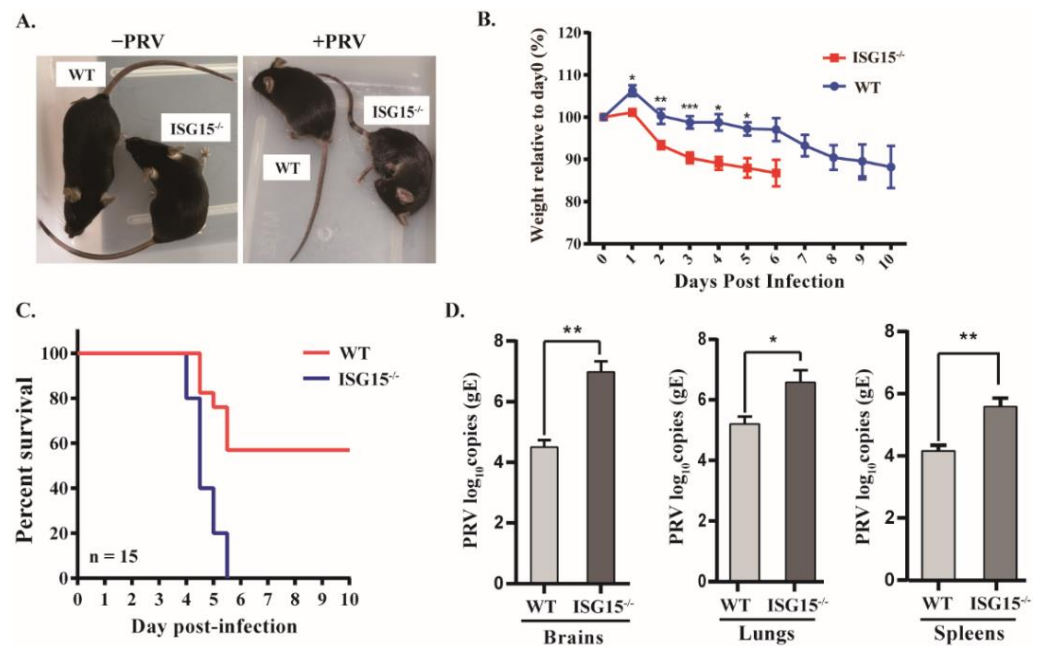 A.
−PRV
+PRV
WT
ISG15-/-
ISG15-/-
WT
B.
Weight relative to day0 (%)
120
110
100
90
80
70
* ** *** * *
ISG15-/-
WT
0 1 2 3 4 5 6 7 8 9 10
Days Post Infection
C.
Percent survival
100
80
60
40
20
0
WT
ISG15-/-
n = 15
0 1 2 3 4 5 6 7 8 9 10
Day post-infection
D.
PRV log10copies (gE)
8
6
4
2
0
**
WT ISG15-/-
Brains
PRV log10copies (gE)
8
6
4
2
0
*
WT ISG15-/-
Lungs
PRV log10copies (gE)
8
6
4
2
0
**
WT ISG15-/-
Spleens